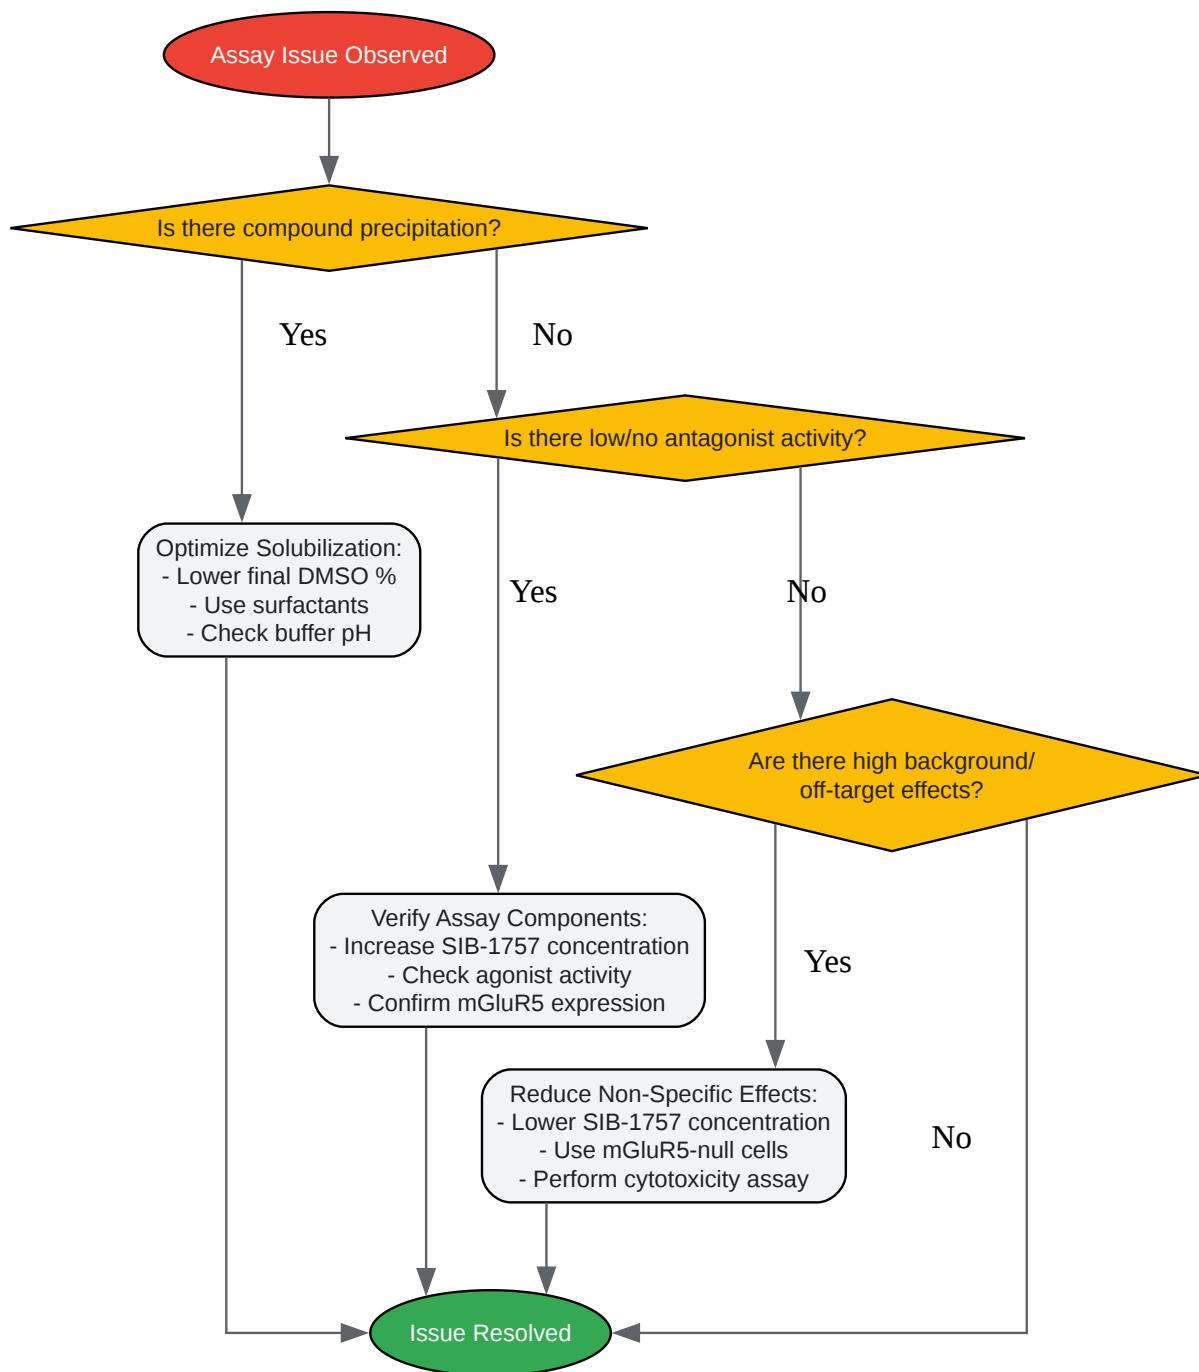 Assay Issue Observed
Is there compound precipitation?
Yes
No
Is there low/no antagonist activity?
Optimize Solubilization:
- Lower final DMSO %
- Use surfactants
- Check buffer pH
Yes
No
Are there high background/
off-target effects?
Verify Assay Components:
- Increase SIB-1757 concentration
- Check agonist activity
- Confirm mGluR5 expression
Yes
Reduce Non-Specific Effects:
- Lower SIB-1757 concentration
- Use mGluR5-null cells
- Perform cytotoxicity assay
No
Issue Resolved